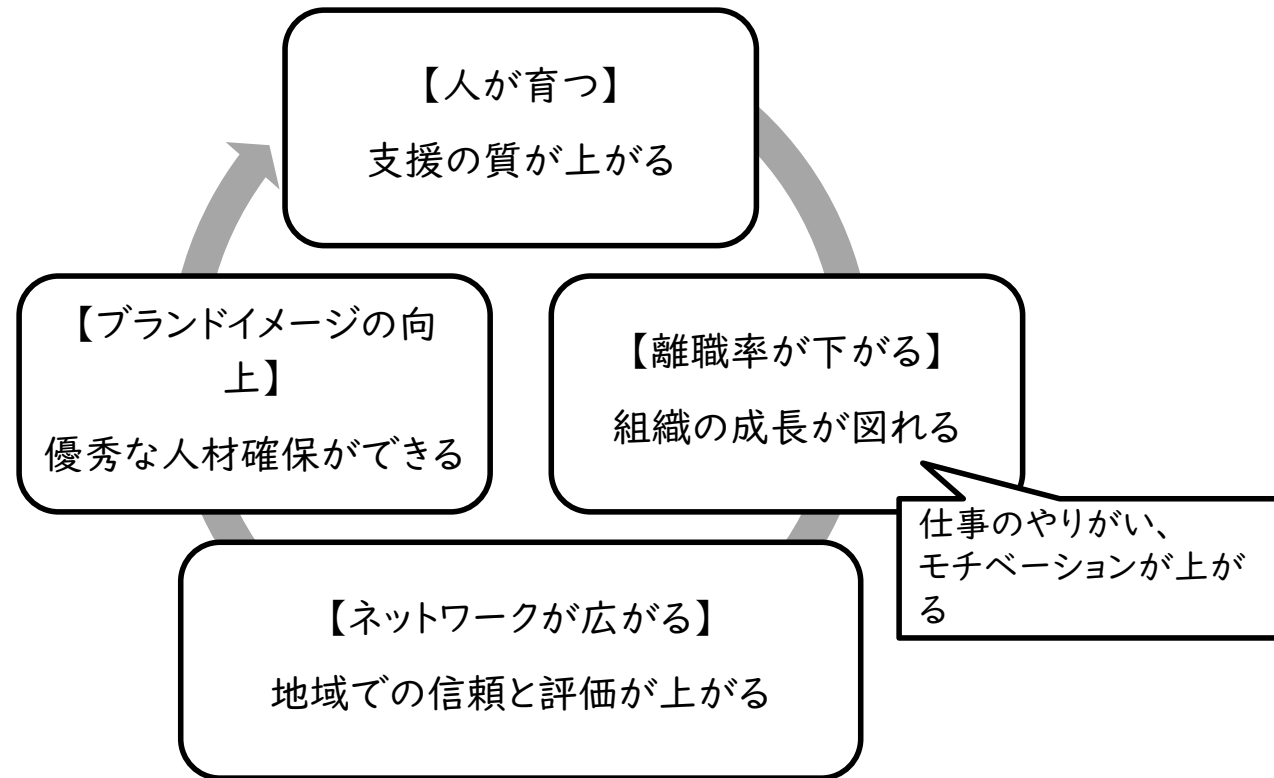 【人が育つ】
支援の質が上がる
【ブランドイメージの向
上】
優秀な人材確保ができる
【離職率が下がる】
組織の成長が図れる
仕事のやりがい、
モチベーションが上が
る
【ネットワークが広がる】
地域での信頼と評価が上がる